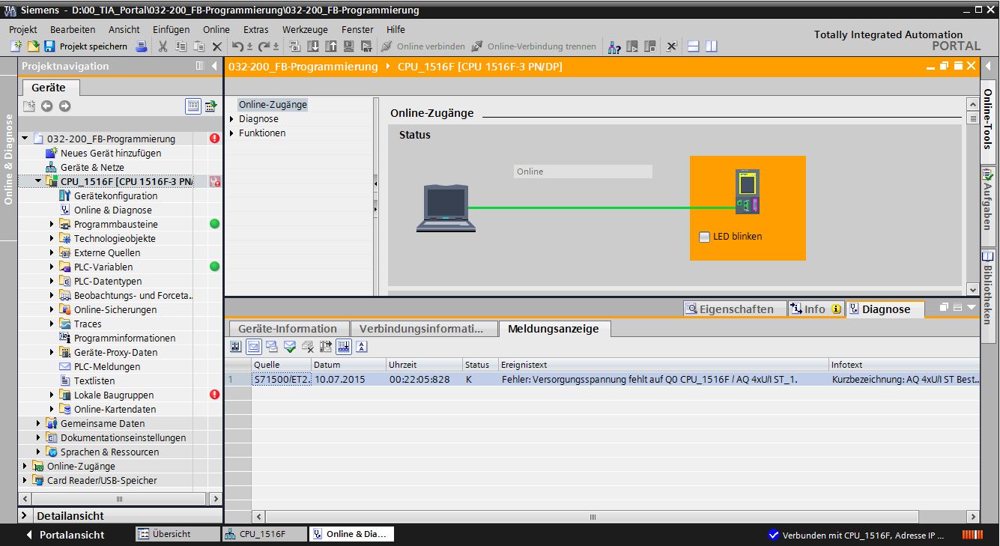 Siemens - D:\00_TIA_Portal\032-200_FB-Programmierung\032-200_FB-Programmierung
Projekt Bearbeiten Ansicht Einfügen Online Extras Werkzeuge Fenster Hilfe
Totally Integrated Automation
PORTAL
Projekt speichern
Online verbinden
Online-Verbindung trennen
Projektnavigation
032-200_FB-Programmierung CPU_1516F [CPU 1516F-3 PN/DP]
Geräte
Online & Diagnose
032-200_FB-Programmierung
Neues Gerät hinzufügen
Geräte & Netze
CPU_1516F [CPU 1516F-3 PN/
Gerätekonfiguration
Online & Diagnose
Programmbausteine
Technologieobjekte
Externe Quellen
PLC-Variablen
PLC-Datentypen
Beobachtungs- und Forceta..
Online-Sicherungen
Traces
Programminformationen
Geräte-Proxy-Daten
PLC-Meldungen
Textlisten
Lokale Baugruppen
Online-Kartendaten
Gemeinsame Daten
Dokumentationseinstellungen
Sprachen & Ressourcen
Online-Zugänge
Card Reader/USB-Speicher
Detailansicht
Online-Zugänge
Diagnose
Funktionen
Online-Zugänge
Status
Online
LED blinken
Online-Tools
Aufgaben
Bibliotheken
Eigenschaften Info Diagnose
Geräte-Information Verbindungsinformati... Meldungsanzeige
Quelle Datum Uhrzeit Status Ereignistext Infotext
1 S71500/ET2. 10.07.2015 00:22:05:828 K Fehler: Versorgungsspannung fehlt auf Q0 CPU_1516F / AQ 4xU/I ST_1. Kurzbezeichnung: AQ 4xU/I ST Best..
Portalansicht Übersicht CPU_1516F Online & Dia... Verbunden mit CPU_1516F, Adresse IP ...